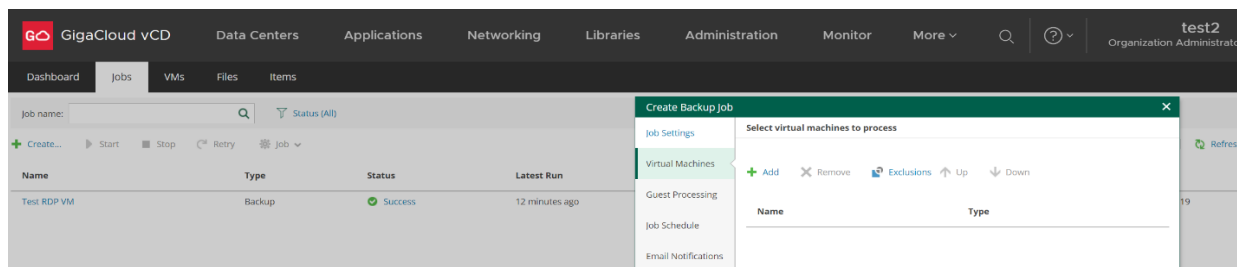 GO GigaCloud vCD Data Centers Applications Networking Libraries Administration Monitor More test2
Organization Administrato
Dashboard Jobs VMs Files Items
Create Backup Job
Job name: Status (All)
Job Settings Select virtual machines to process
Create... Start Stop Retry Job Refres
Virtual Machines Add Remove Exclusions Up Down
Name Type Status Latest Run
Guest Processing
Name Type
Test RDP VM Backup Success 12 minutes ago 19
Job Schedule
Email Notifications